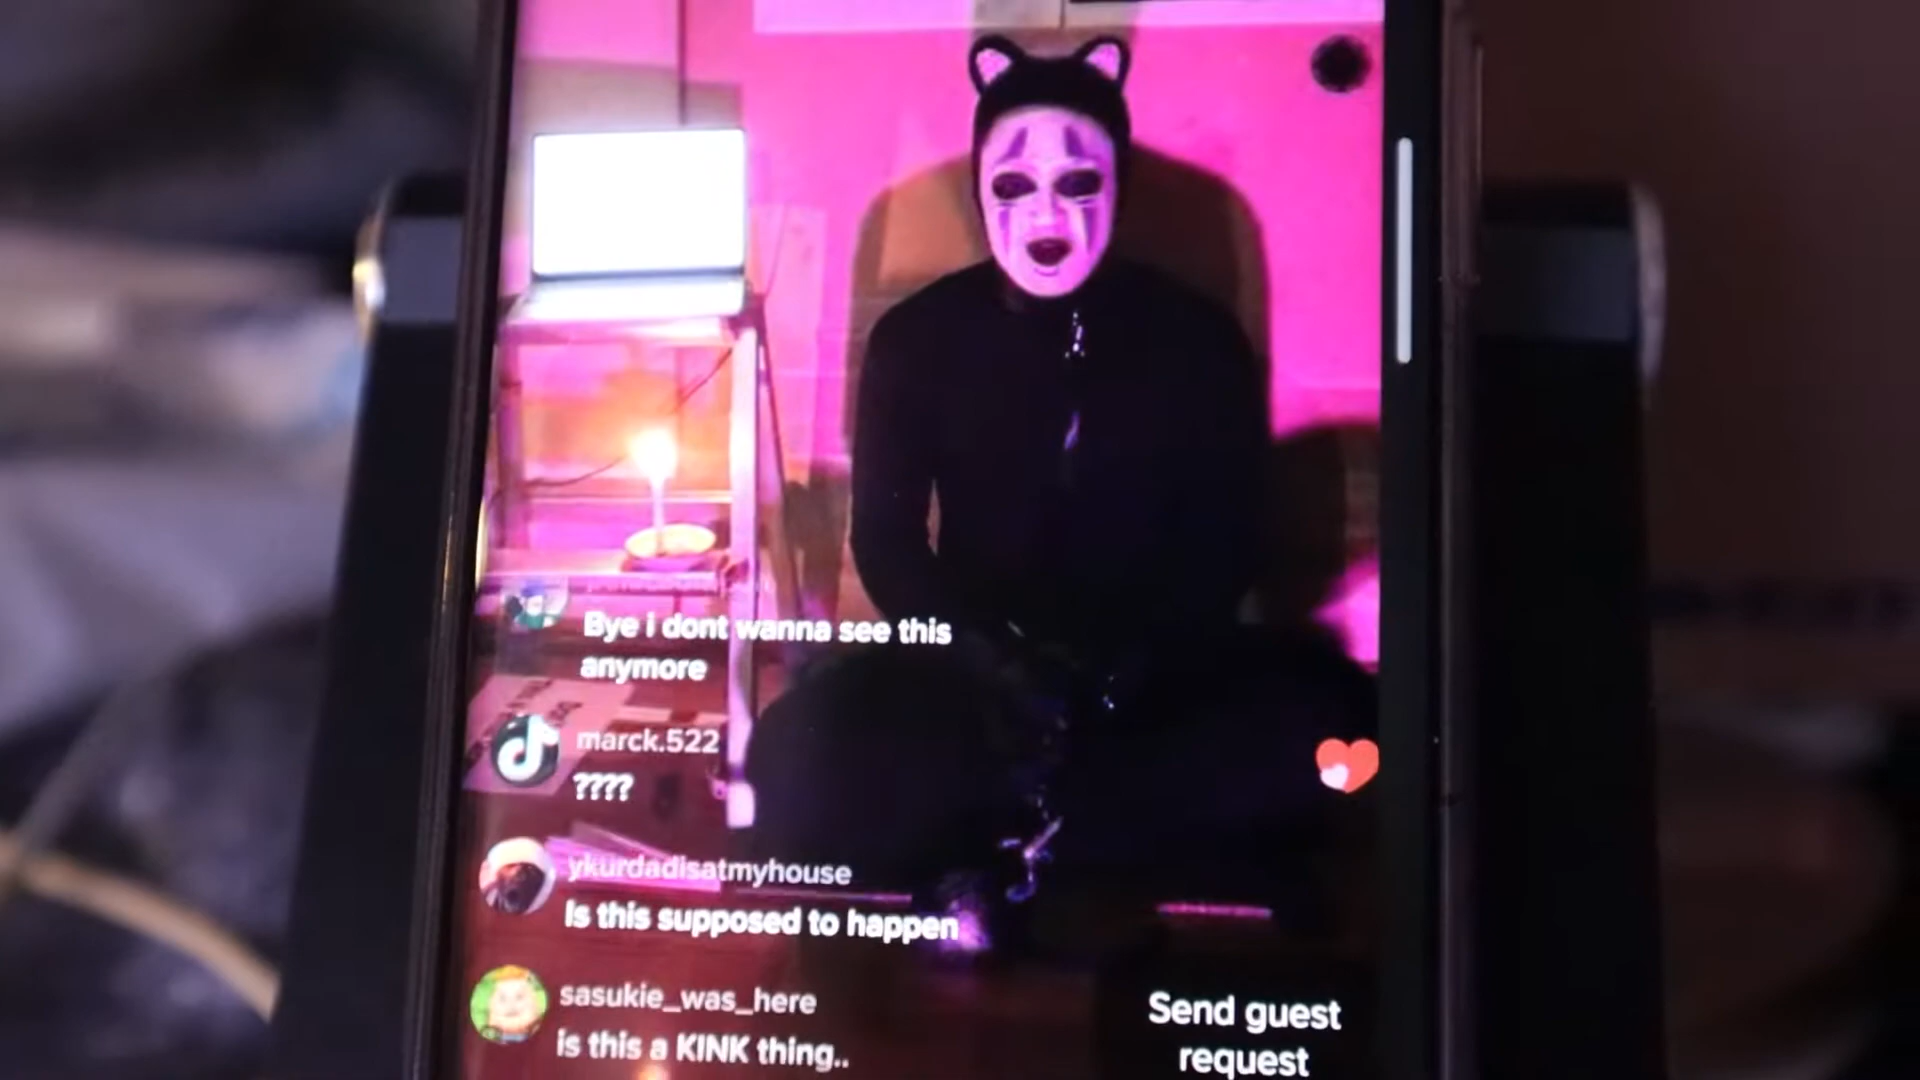 Bye i dont wanna see this
anymore
marck.522
????
ykurdadisatmyhouse
Is this supposed to happen
sasukie_was_here
is this a KINK thing..
Send guest
request